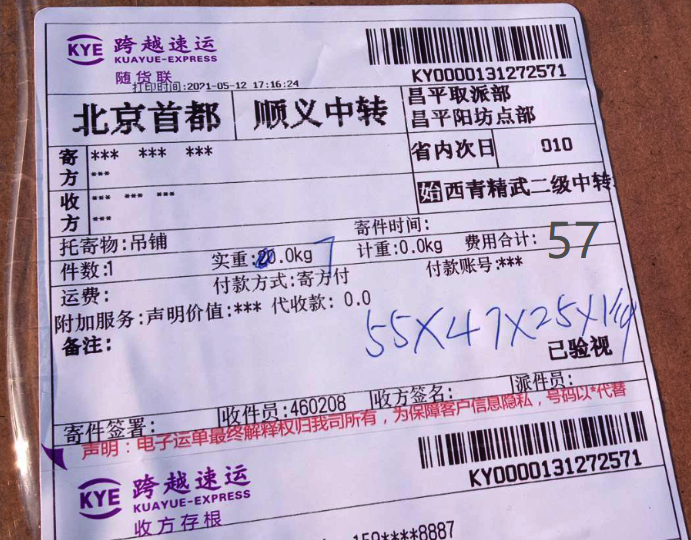 KYE 跨越速运
KUAYUE-EXPRESS
随货联
打印时间:2021-05-12 17:16:24
KY0000131272571
北京首都 顺义中转
昌平取派部
昌平阳坊点部
寄方 *** *** ***
***
省内次日 010
收方 *** *** ***
***
始 西青精武二级中转
托寄物:吊铺
寄件时间:
件数:1 实重: .0kg 7 计重:0.0kg 费用合计: 57
运费: 付款方式:寄方付 付款账号:***
附加服务:声明价值:*** 代收款: 0.0
备注:
55X47X25X1
已验视
寄件签署: 收件员:460208 收方签名: 派件员:
声明：电子运单最终解释权归我司所有，为保障客户信息隐私，号码以*代替
KYE 跨越速运
KUAYUE-EXPRESS
收方存根
KY0000131272571
159****8887